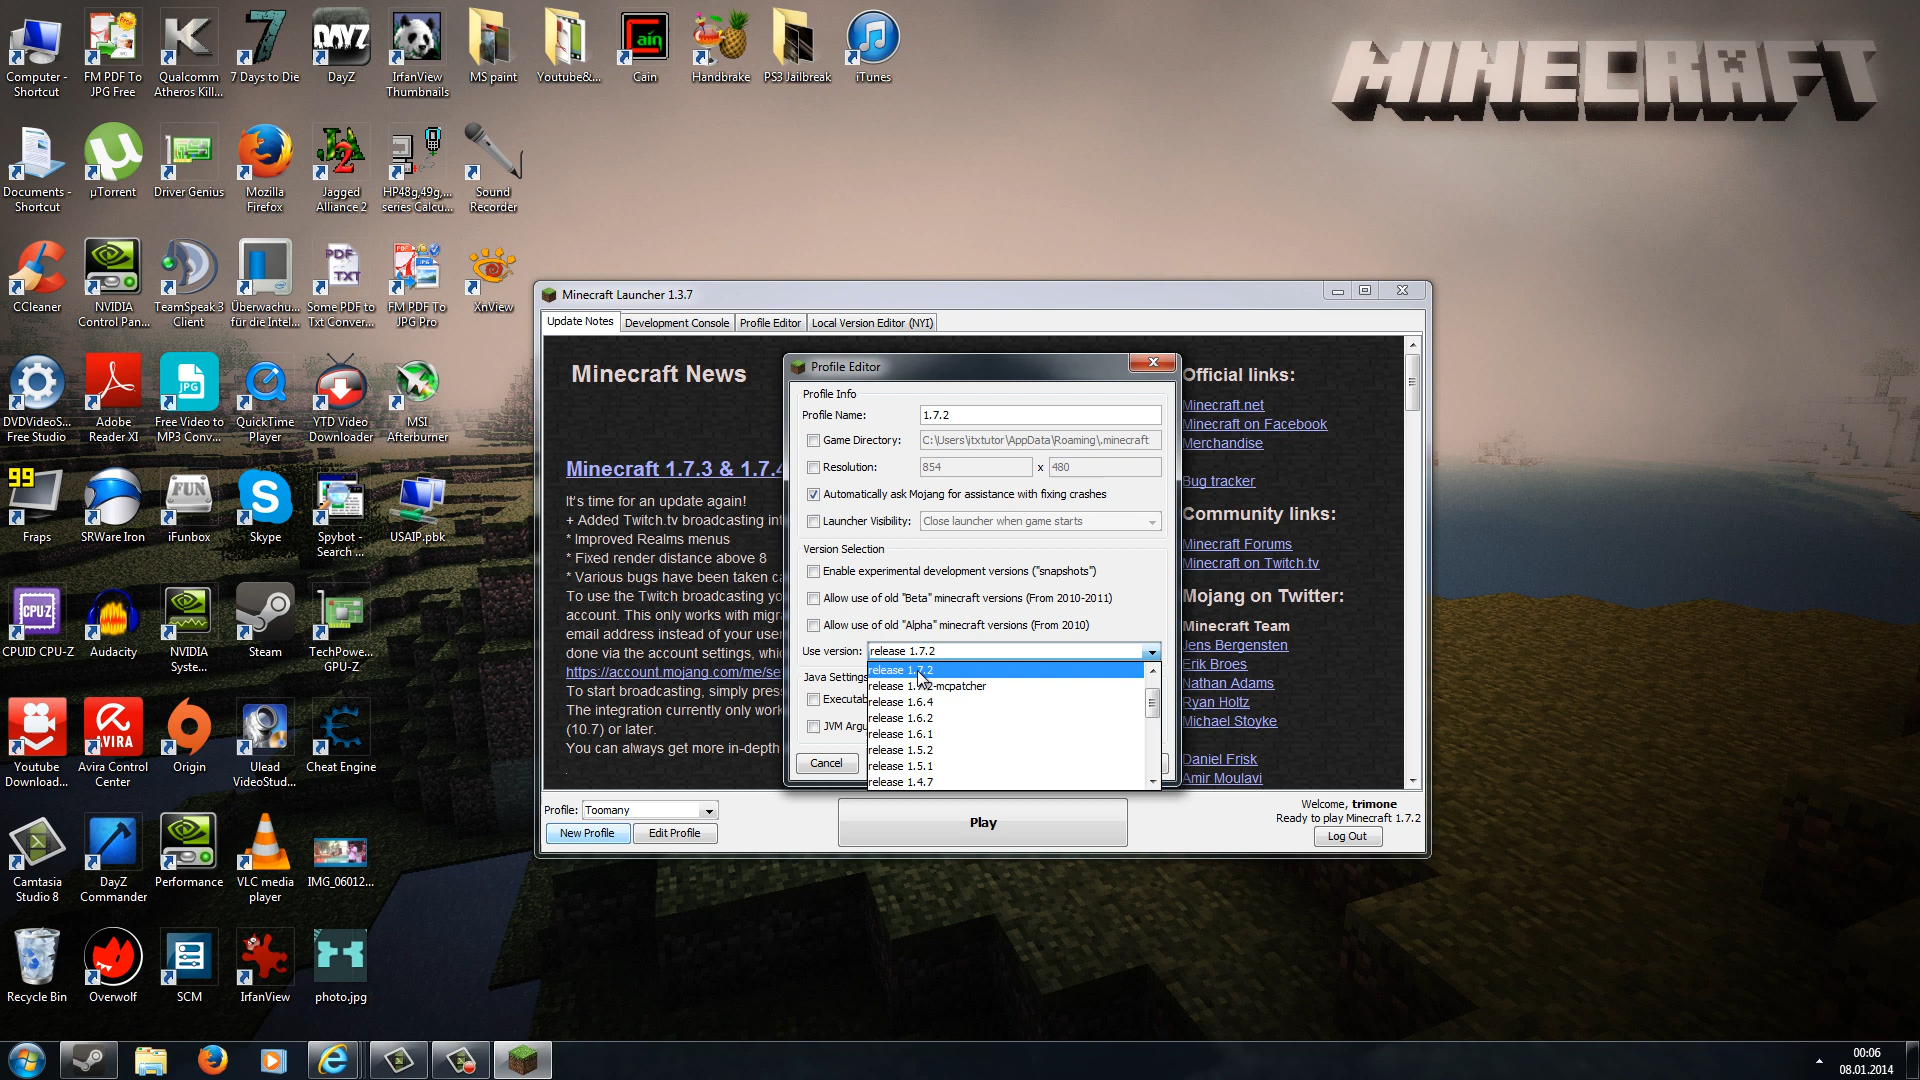 Computer -
Shortcut
FM PDF To
JPG Free
Qualcomm
Atheros Kill...
7 Days to Die
DAYZ
DayZ
IrfanView
Thumbnails
MS paint
Youtube&...
Cain
Cain
Handbrake
PS3 Jailbreak
iTunes
MINECRAFT
Documents -
Shortcut
µTorrent
Driver Genius
Mozilla
Firefox
Jagged
Alliance 2
HP48g,49g,...
series Calcu...
Sound
Recorder
CCleaner
NVIDIA
Control Pan...
TeamSpeak 3
Client
Überwachu...
für die Intel...
PDF
TXT
Some PDF to
Txt Conver...
FM PDF To
JPG Pro
XnView
DVDVideoS...
Free Studio
Adobe
Reader XI
JPG
Free Video to
MP3 Conv...
QuickTime
Player
YTD Video
Downloader
MSI
Afterburner
99
Fraps
SRWare Iron
FUN
iFunbox
Skype
Spybot -
Search ...
USAIP.pbk
CPU-Z
CPUID CPU-Z
Audacity
NVIDIA
Syste...
Steam
TechPowe...
GPU-Z
Youtube
Download...
AVIRA
Avira Control
Center
Origin
Ulead
VideoStud...
Cheat Engine
Camtasia
Studio 8
DayZ
Commander
Performance
VLC media
player
IMG_06012...
Recycle Bin
Overwolf
SCM
IrfanView
photo.jpg
Minecraft Launcher 1.3.7
Update Notes
Development Console
Profile Editor
Local Version Editor (NYI)
Minecraft News
Minecraft 1.7.3 & 1.7.4
It's time for an update again!
+ Added Twitch.tv broadcasting int
* Improved Realms menus
* Fixed render distance above 8
* Various bugs have been taken ca
To use the Twitch broadcasting yo
account. This only works with migra
email address instead of your user
done via the account settings, whic
https://account.mojang.com/me/se
To start broadcasting, simply press
The integration currently only work
(10.7) or later.
You can always get more in-depth
Profile Editor
Profile Info
Profile Name: 1.7.2
Game Directory: C:\Users\itxtutor\AppData\Roaming\.minecraft
Resolution: 854 x 480
Automatically ask Mojang for assistance with fixing crashes
Launcher Visibility: Close launcher when game starts
Version Selection
Enable experimental development versions ("snapshots")
Allow use of old "Beta" minecraft versions (From 2010-2011)
Allow use of old "Alpha" minecraft versions (From 2010)
Use version: release 1.7.2
release 1.7.2
release 1.7.2-mcpatcher
release 1.6.4
release 1.6.2
release 1.6.1
release 1.5.2
release 1.5.1
release 1.4.7
Java Settings
Executab
JVM Argu
Cancel
Official links:
Minecraft.net
Minecraft on Facebook
Merchandise
Bug tracker
Community links:
Minecraft Forums
Minecraft on Twitch.tv
Mojang on Twitter:
Minecraft Team
Jens Bergensten
Erik Broes
Nathan Adams
Ryan Holtz
Michael Stoyke
Daniel Frisk
Amir Moulavi
Profile: Toomany
New Profile
Edit Profile
Play
Welcome, trimone
Ready to play Minecraft 1.7.2
Log Out
00:06
08.01.2014